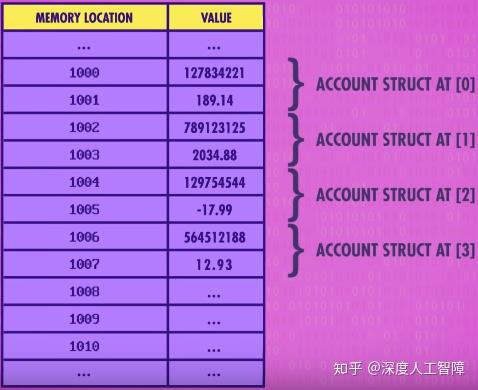 MEMORY LOCATION VALUE
... ...
1000 127834221
1001 189.14
ACCOUNT STRUCT AT [0]
1002 789123125
1003 2034.88
ACCOUNT STRUCT AT [1]
1004 129754544
1005 -17.99
ACCOUNT STRUCT AT [2]
1006 564512188
1007 12.93
ACCOUNT STRUCT AT [3]
1008 ...
1009 ...
1010 ...
... ...
知乎 @深度人工智障